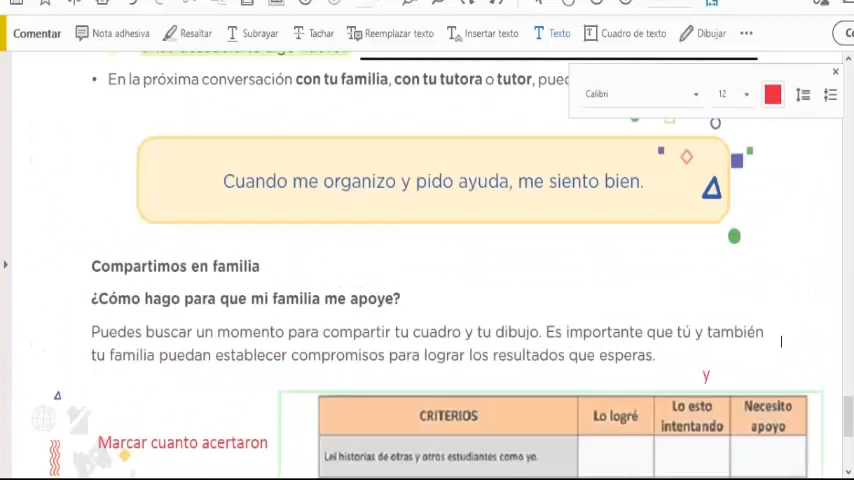 Comentar Nota adhesiva Resaltar Subrayar Tachar Reemplazar texto Insertar texto Texto Cuadro de texto Dibujar ••• Co
• En la próxima conversación con tu familia, con tu tutora o tutor, pued
Calibri 12
Cuando me organizo y pido ayuda, me siento bien.
Compartimos en familia
¿Cómo hago para que mi familia me apoye?
Puedes buscar un momento para compartir tu cuadro y tu dibujo. Es importante que tú y también
tu familia puedan establecer compromisos para lograr los resultados que esperas.
y
CRITERIOS Lo logré Lo esto intentando Necesito apoyo
Marcar cuanto acertaron
Leí historias de otras y otros estudiantes como yo.